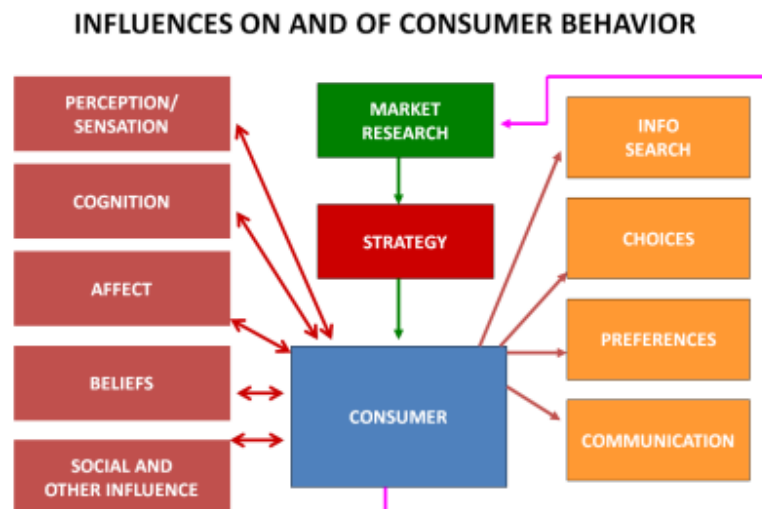 INFLUENCES ON AND OF CONSUMER BEHAVIOR
PERCEPTION/
SENSATION
COGNITION
AFFECT
BELIEFS
SOCIAL AND
OTHER INFLUENCE
MARKET
RESEARCH
STRATEGY
CONSUMER
INFO
SEARCH
CHOICES
PREFERENCES
COMMUNICATION